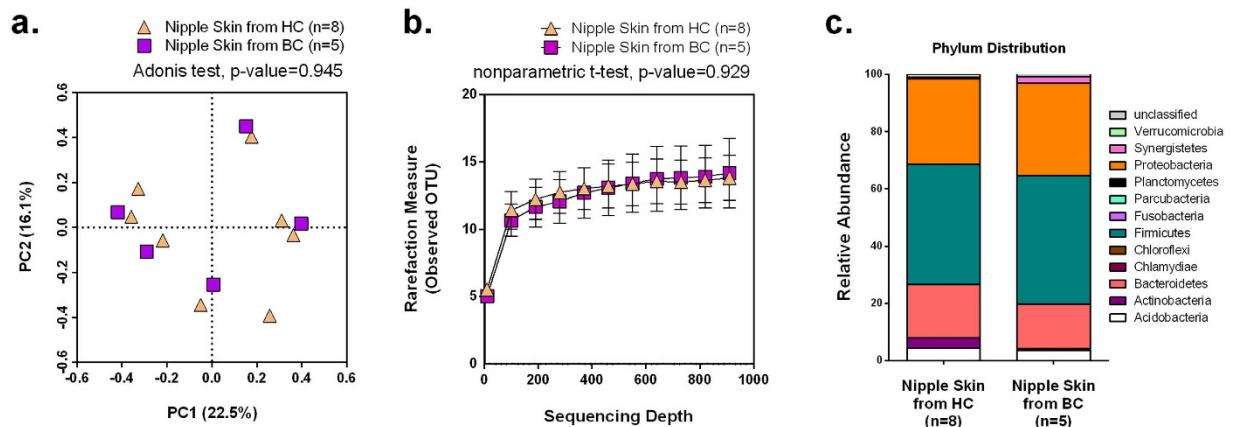 a.
Nipple Skin from HC (n=8)
Nipple Skin from BC (n=5)
Adonis test, p-value=0.945
0.6
0.4
0.2
0.0
-0.2
-0.4
-0.6
PC2 (16.1%)
-0.6 -0.4 -0.2 0.0 0.2 0.4 0.6
PC1 (22.5%)
b.
Nipple Skin from HC (n=8)
Nipple Skin from BC (n=5)
nonparametric t-test, p-value=0.929
20
15
10
5
0
Rarefaction Measure
(Observed OTU)
0 200 400 600 800 1000
Sequencing Depth
c.
Phylum Distribution
100
80
60
40
20
0
Relative Abundance
Nipple Skin
from HC
(n=8)
Nipple Skin
from BC
(n=5)
unclassified
Verrucomicrobia
Synergistetes
Proteobacteria
Planctomycetes
Parcubacteria
Fusobacteria
Firmicutes
Chloroflexi
Chlamydiae
Bacteroidetes
Actinobacteria
Acidobacteria